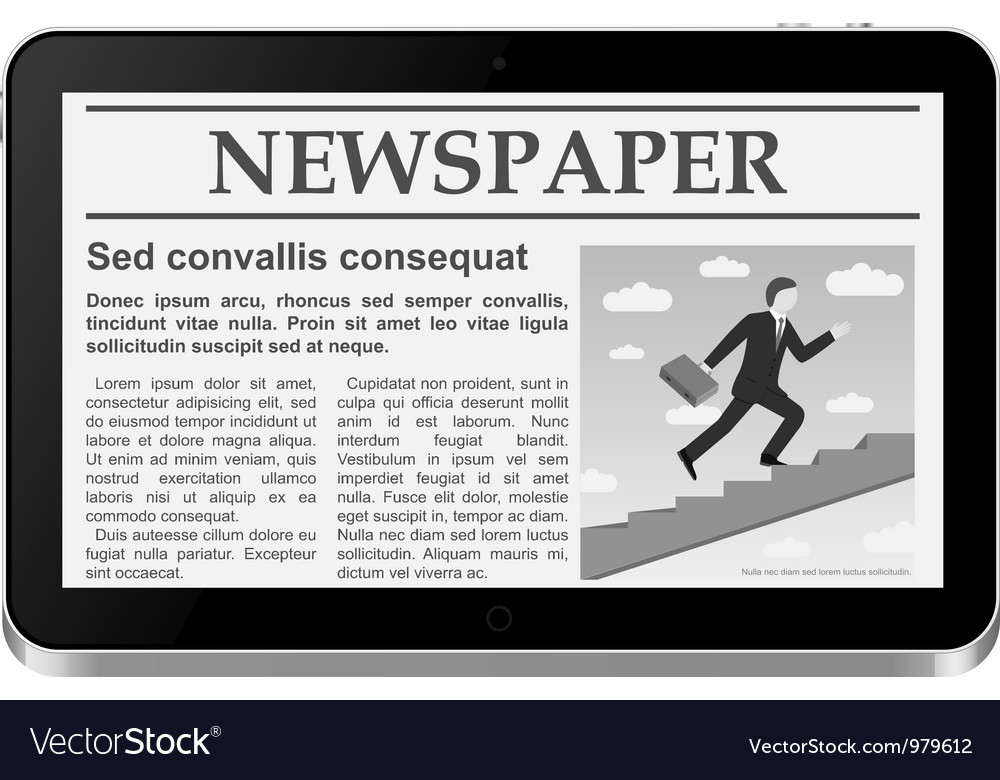 NEWSPAPER
Sed convallis consequat
Donec ipsum arcu, rhoncus sed semper convallis,
tincidunt vitae nulla. Proin sit amet leo vitae ligula
sollicitudin suscipit sed at neque.
Lorem ipsum dolor sit amet,
consectetur adipisicing elit, sed
do eiusmod tempor incididunt ut
labore et dolore magna aliqua.
Ut enim ad minim veniam, quis
nostrud exercitation ullamco
laboris nisi ut aliquip ex ea
commodo consequat.
Duis auteesse cillum dolore eu
fugiat nulla pariatur. Excepteur
sint occaecat.
Cupidatat non proident, sunt in
culpa qui officia deserunt mollit
anim id est laborum. Nunc
interdum feugiat blandit.
Vestibulum in ipsum vel sem
imperdiet feugiat id sit amet
nulla. Fusce elit dolor, molestie
eget suscipit in, tempor ac diam.
Nulla nec diam sed lorem luctus
sollicitudin. Aliquam mauris mi,
dictum vel viverra ac.
Nulla nec diam sed lorem luctus sollicitudin.
VectorStock®
VectorStock.com/979612